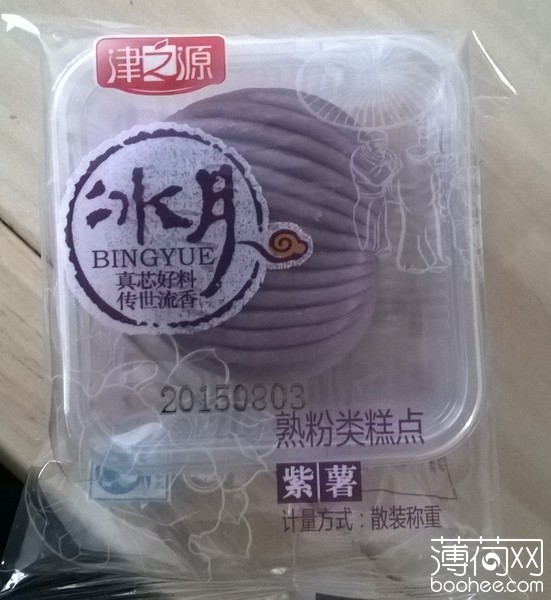 津之源
冰月
BINGYUE
真芯好料
传世流香
20150803
熟粉类糕点
紫薯
计量方式：散装称重
薄荷网
boohee.com